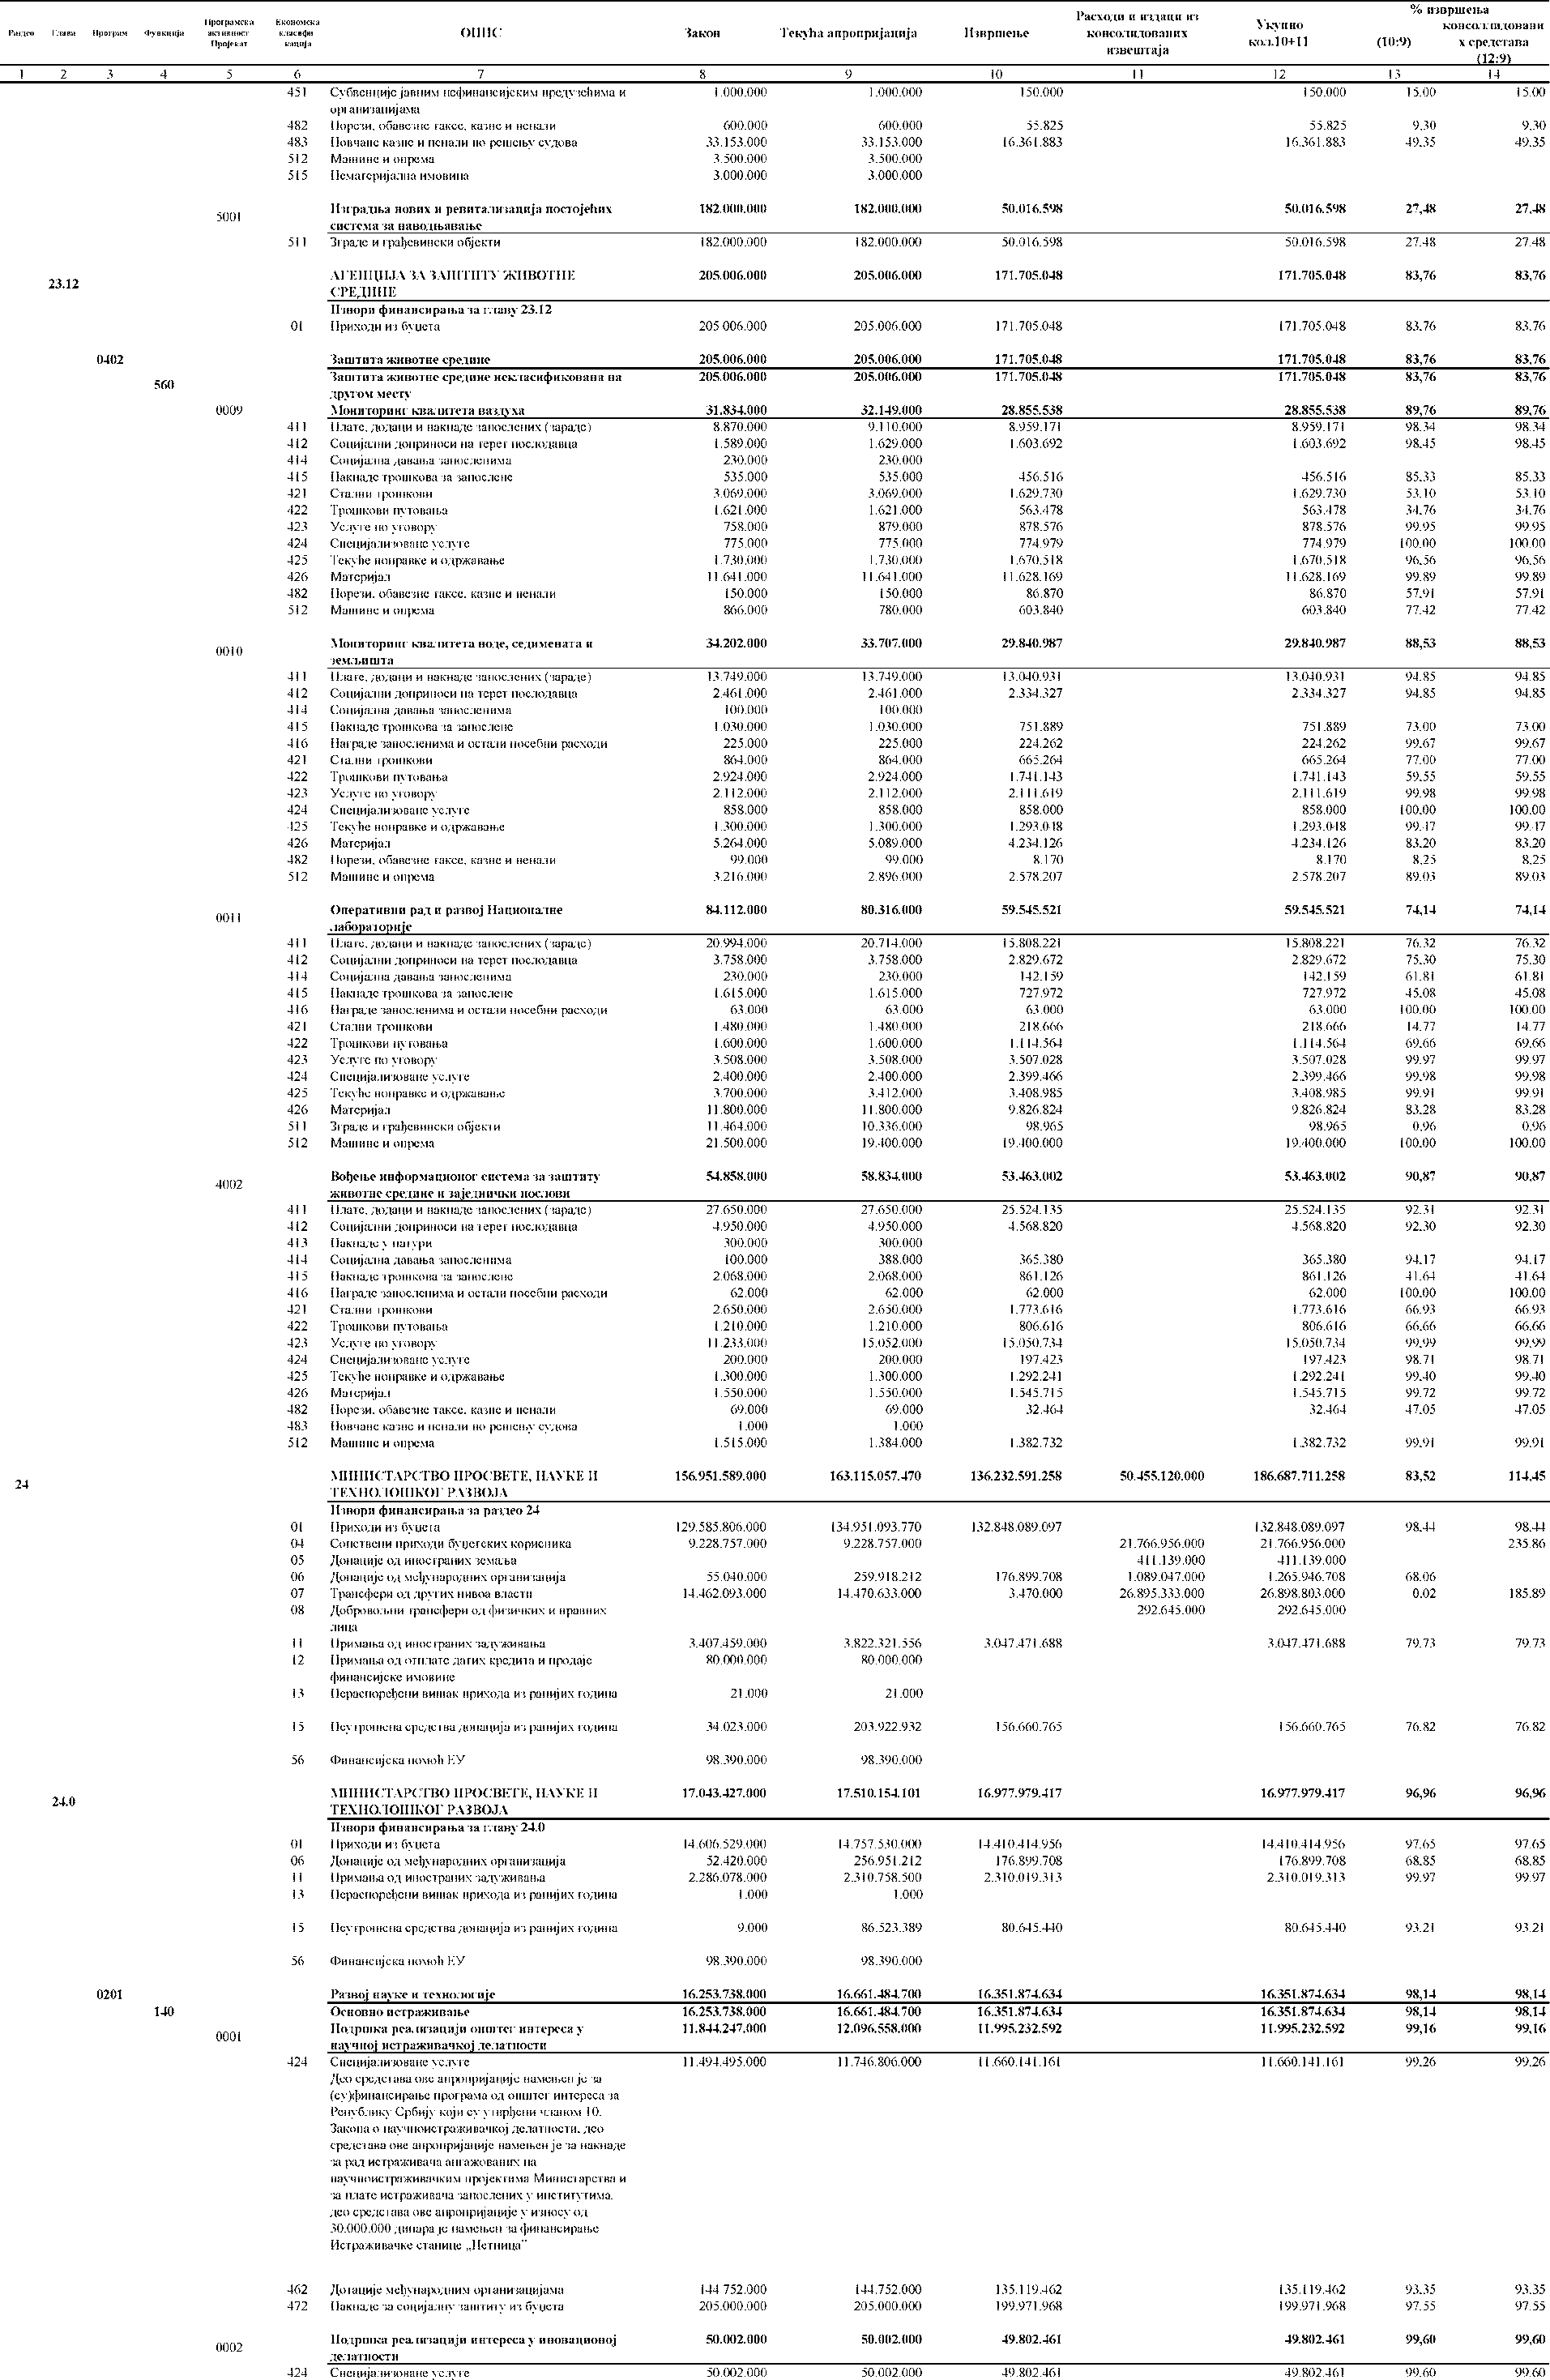 Раздео Глава Програм Функција Програмска активност Пројекат Економска класификација ОПИС Закон Текућа апропријација Извршење Расходи и издаци из консолидованих извештаја Укупно кол.10+11 % извршења (10:9) консолидовани х средстава (12:9)
1 2 3 4 5 6 7 8 9 10 11 12 13 14
451 Субвенције јавним нефинансијским предузећима и 1.000.000 1.000.000 150.000 150.000 15,00 15,00
организацијама
482 Порези, обавезне таксе, казне и пенали 600.000 600.000 55.825 55.825 9,30 9,30
483 Новчане казне и пенали по решењу судова 33.153.000 33.153.000 16.361.883 16.361.883 49,35 49,35
512 Машине и опрема 3.500.000 3.500.000
515 Нематеријална имовина 3.000.000 3.000.000
5001 Изградња нових и ревитализација постојећих 182.000.000 182.000.000 50.016.598 50.016.598 27,48 27,48
система за наводњавање
511 Зграде и грађевински објекти 182.000.000 182.000.000 50.016.598 50.016.598 27,48 27,48
23.12 АГЕНЦИЈА ЗА ЗАШТИТУ ЖИВОТНЕ 205.006.000 205.006.000 171.705.048 171.705.048 83,76 83,76
СРЕДИНЕ
Извори финансирања за главу 23.12
01 Приходи из буџета 205.006.000 205.006.000 171.705.048 171.705.048 83,76 83,76
0402 Заштита животне средине 205.006.000 205.006.000 171.705.048 171.705.048 83,76 83,76
560 Заштита животне средине некласификована на 205.006.000 205.006.000 171.705.048 171.705.048 83,76 83,76
другом месту
0009 Мониторинг квалитета ваздуха 31.834.000 32.149.000 28.855.538 28.855.538 89,76 89,76
411 Плате, додаци и накнаде запослених (зараде) 8.870.000 9.110.000 8.959.171 8.959.171 98,34 98,34
412 Социјални доприноси на терет послодавца 1.589.000 1.629.000 1.603.692 1.603.692 98,45 98,45
414 Социјална давања запосленима 230.000 230.000
415 Накнаде трошкова за запослене 535.000 535.000 456.516 456.516 85,33 85,33
421 Стални трошкови 3.069.000 3.069.000 1.629.730 1.629.730 53,10 53,10
422 Трошкови путовања 1.621.000 1.621.000 563.478 563.478 34,76 34,76
423 Услуге по уговору 758.000 879.000 878.576 878.576 99,95 99,95
424 Специјализоване услуге 775.000 775.000 774.979 774.979 100,00 100,00
425 Текуће поправке и одржавање 1.730.000 1.730.000 1.670.518 1.670.518 96,56 96,56
426 Материјал 11.641.000 11.641.000 11.628.169 11.628.169 99,89 99,89
482 Порези, обавезне таксе, казне и пенали 150.000 150.000 86.870 86.870 57,91 57,91
512 Машине и опрема 866.000 780.000 603.840 603.840 77,42 77,42
0010 Мониторинг квалитета воде, седимената и 34.202.000 33.707.000 29.840.987 29.840.987 88,53 88,53
земљишта
411 Плате, додаци и накнаде запослених (зараде) 13.749.000 13.749.000 13.040.931 13.040.931 94,85 94,85
412 Социјални доприноси на терет послодавца 2.461.000 2.461.000 2.334.327 2.334.327 94,85 94,85
414 Социјална давања запосленима 100.000 100.000
415 Накнаде трошкова за запослене 1.030.000 1.030.000 751.889 751.889 73,00 73,00
416 Награде запосленима и остали посебни расходи 225.000 225.000 224.262 224.262 99,67 99,67
421 Стални трошкови 864.000 864.000 665.264 665.264 77,00 77,00
422 Трошкови путовања 2.924.000 2.924.000 1.741.143 1.741.143 59,55 59,55
423 Услуге по уговору 2.112.000 2.112.000 2.111.619 2.111.619 99,98 99,98
424 Специјализоване услуге 858.000 858.000 858.000 858.000 100,00 100,00
425 Текуће поправке и одржавање 1.300.000 1.300.000 1.293.048 1.293.048 99,47 99,47
426 Материјал 5.264.000 5.089.000 4.234.126 4.234.126 83,20 83,20
482 Порези, обавезне таксе, казне и пенали 99.000 99.000 8.170 8.170 8,25 8,25
512 Машине и опрема 3.216.000 2.896.000 2.578.207 2.578.207 89,03 89,03
0011 Оперативни рад и развој Националне 84.112.000 80.316.000 59.545.521 59.545.521 74,14 74,14
лабораторије
411 Плате, додаци и накнаде запослених (зараде) 20.994.000 20.714.000 15.808.221 15.808.221 76,32 76,32
412 Социјални доприноси на терет послодавца 3.758.000 3.758.000 2.829.672 2.829.672 75,30 75,30
414 Социјална давања запосленима 230.000 230.000 142.159 142.159 61,81 61,81
415 Накнаде трошкова за запослене 1.615.000 1.615.000 727.972 727.972 45,08 45,08
416 Награде запосленима и остали посебни расходи 63.000 63.000 63.000 63.000 100,00 100,00
421 Стални трошкови 1.480.000 1.480.000 218.666 218.666 14,77 14,77
422 Трошкови путовања 1.600.000 1.600.000 1.114.564 1.114.564 69,66 69,66
423 Услуге по уговору 3.508.000 3.508.000 3.507.028 3.507.028 99,97 99,97
424 Специјализоване услуге 2.400.000 2.400.000 2.399.466 2.399.466 99,98 99,98
425 Текуће поправке и одржавање 3.700.000 3.412.000 3.408.985 3.408.985 99,91 99,91
426 Материјал 11.800.000 11.800.000 9.826.824 9.826.824 83,28 83,28
511 Зграде и грађевински објекти 11.464.000 10.336.000 98.965 98.965 0,96 0,96
512 Машине и опрема 21.500.000 19.400.000 19.400.000 19.400.000 100,00 100,00
4002 Вођење информационог система за заштиту 54.858.000 58.834.000 53.463.002 53.463.002 90,87 90,87
животне средине и заједнички послови
411 Плате, додаци и накнаде запослених (зараде) 27.650.000 27.650.000 25.524.135 25.524.135 92,31 92,31
412 Социјални доприноси на терет послодавца 4.950.000 4.950.000 4.568.820 4.568.820 92,30 92,30
413 Накнаде у натури 300.000 300.000
414 Социјална давања запосленима 100.000 388.000 365.380 365.380 94,17 94,17
415 Накнаде трошкова за запослене 2.068.000 2.068.000 861.126 861.126 41,64 41,64
416 Награде запосленима и остали посебни расходи 62.000 62.000 62.000 62.000 100,00 100,00
421 Стални трошкови 2.650.000 2.650.000 1.773.616 1.773.616 66,93 66,93
422 Трошкови путовања 1.210.000 1.210.000 806.616 806.616 66,66 66,66
423 Услуге по уговору 11.233.000 15.052.000 15.050.734 15.050.734 99,99 99,99
424 Специјализоване услуге 200.000 200.000 197.423 197.423 98,71 98,71
425 Текуће поправке и одржавање 1.300.000 1.300.000 1.292.241 1.292.241 99,40 99,40
426 Материјал 1.550.000 1.550.000 1.545.715 1.545.715 99,72 99,72
482 Порези, обавезне таксе, казне и пенали 69.000 69.000 32.464 32.464 47,05 47,05
483 Новчане казне и пенали по решењу судова 1.000 1.000
512 Машине и опрема 1.515.000 1.384.000 1.382.732 1.382.732 99,91 99,91
24 МИНИСТАРСТВО ПРОСВЕТЕ, НАУКЕ И 156.951.589.000 163.115.057.470 136.232.591.258 50.455.120.000 186.687.711.258 83,52 114,45
ТЕХНОЛОШКОГ РАЗВОЈА
Извори финансирања за раздео 24
01 Приходи из буџета 129.585.806.000 134.951.093.770 132.848.089.097 132.848.089.097 98,44 98,44
04 Сопствени приходи буџетских корисника 9.228.757.000 9.228.757.000 21.766.956.000 21.766.956.000 235,86
05 Донације од иностраних земаља 411.139.000 411.139.000
06 Донације од међународних организација 55.040.000 259.918.212 176.899.708 1.089.047.000 1.265.946.708 68,06
07 Трансфери од других нивоа власти 14.462.093.000 14.470.633.000 3.470.000 26.895.333.000 26.898.803.000 0,02 185,89
08 Добровољни трансфери од физичких и правних 292.645.000 292.645.000
лица
11 Примања од иностраних задуживања 3.407.459.000 3.822.321.556 3.047.471.688 3.047.471.688 79,73 79,73
12 Примања од отплате датих кредита и продаје 80.000.000 80.000.000
финансијске имовине
13 Нераспоређени вишак прихода из ранијих година 21.000 21.000
15 Неутрошена средства донација из ранијих година 34.023.000 203.922.932 156.660.765 156.660.765 76,82 76,82
56 Финансијска помоћ ЕУ 98.390.000 98.390.000
24.0 МИНИСТАРСТВО ПРОСВЕТЕ, НАУКЕ И 17.043.427.000 17.510.154.101 16.977.979.417 16.977.979.417 96,96 96,96
ТЕХНОЛОШКОГ РАЗВОЈА
Извори финансирања за главу 24.0
01 Приходи из буџета 14.606.529.000 14.757.530.000 14.410.414.956 14.410.414.956 97,65 97,65
06 Донације од међународних организација 52.420.000 256.951.212 176.899.708 176.899.708 68,85 68,85
11 Примања од иностраних задуживања 2.286.078.000 2.310.758.500 2.310.019.313 2.310.019.313 99,97 99,97
13 Нераспоређени вишак прихода из ранијих година 1.000 1.000
15 Неутрошена средства донација из ранијих година 9.000 86.523.389 80.645.440 80.645.440 93,21 93,21
56 Финансијска помоћ ЕУ 98.390.000 98.390.000
0201 Развој науке и технологије 16.253.738.000 16.661.484.700 16.351.874.634 16.351.874.634 98,14 98,14
140 Основно истраживање 16.253.738.000 16.661.484.700 16.351.874.634 16.351.874.634 98,14 98,14
0001 Подршка реализацији општег интереса у 11.844.247.000 12.096.558.000 11.995.232.592 11.995.232.592 99,16 99,16
научној истраживачкој делатности
424 Специјализоване услуге 11.494.495.000 11.746.806.000 11.660.141.161 11.660.141.161 99,26 99,26
Део средстава ове апропријације намењен је за
(су)финансирање програма од општег интереса за
Републику Србију који су утврђени чланом 10.
Закона о научноистраживачкој делатности, део
средстава ове апропријације намењен је за накнаде
за рад истраживача ангажованих на
научноистраживачким пројектима Министарства и
за плате истраживача запослених у институтима,
део средстава ове апропријације у износу од
30.000.000 динара је намењен за финансирање
Истраживачке станице „Петница“
462 Дотације међународним организацијама 144.752.000 144.752.000 135.119.462 135.119.462 93,35 93,35
472 Накнаде за социјалну заштиту из буџета 205.000.000 205.000.000 199.971.968 199.971.968 97,55 97,55
0002 Подршка реализацији интереса у иновационој 50.002.000 50.002.000 49.802.461 49.802.461 99,60 99,60
делатности
424 Специјализоване услуге 50.002.000 50.002.000 49.802.461 49.802.461 99,60 99,60